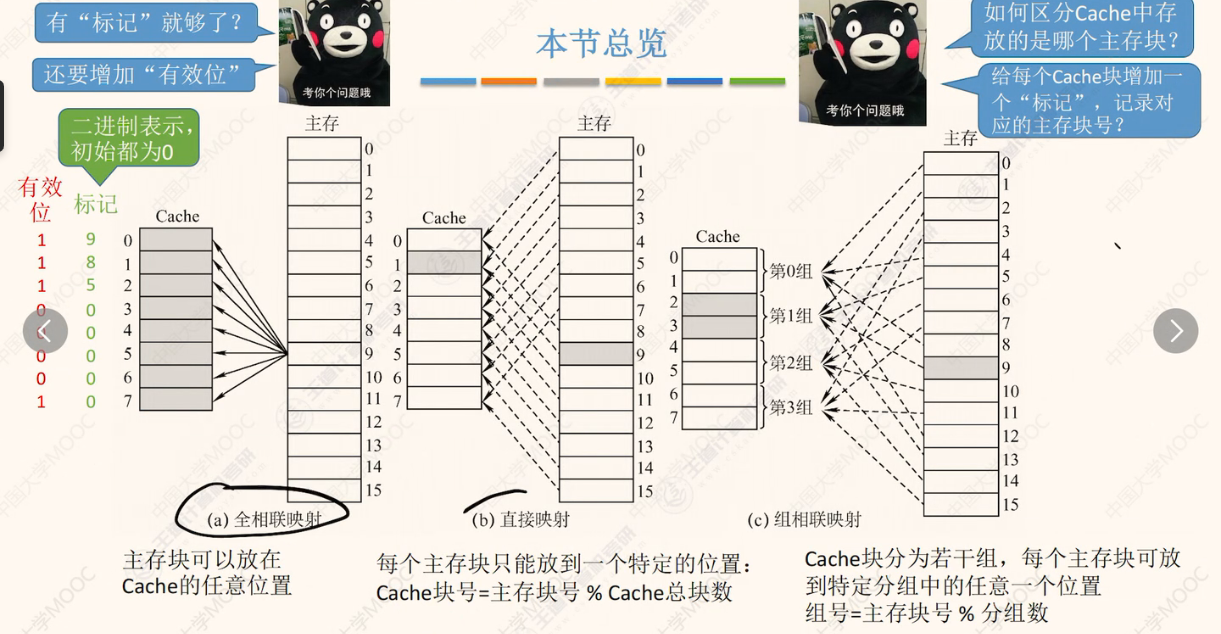 有“标记”就够了？
还要增加“有效位”
考你个问题哦
本节总览
考你个问题哦
如何区分Cache中存
放的是哪个主存块？
给每个Cache块增加一
个“标记”，记录对
应的主存块号？
二进制表示，
初始都为0
有效
位
标记
1 9
1 8
1 5
0 0
0 0
0 0
0 0
1 0
Cache
0
1
2
3
4
5
6
7
主存
0
1
2
3
4
5
6
7
8
9
10
11
12
13
14
15
(a) 全相联映射
主存块可以放在
Cache的任意位置
Cache
0
1
2
3
4
5
6
7
主存
0
1
2
3
4
5
6
7
8
9
10
11
12
13
14
15
(b) 直接映射
每个主存块只能放到一个特定的位置：
Cache块号=主存块号 % Cache总块数
Cache
0
1
2
3
4
5
6
7
第0组
第1组
第2组
第3组
主存
0
1
2
3
4
5
6
7
8
9
10
11
12
13
14
15
(c) 组相联映射
Cache块分为若干组，每个主存块可放
到特定分组中的任意一个位置
组号=主存块号 % 分组数
中国大学MOOC
王道计算机考研